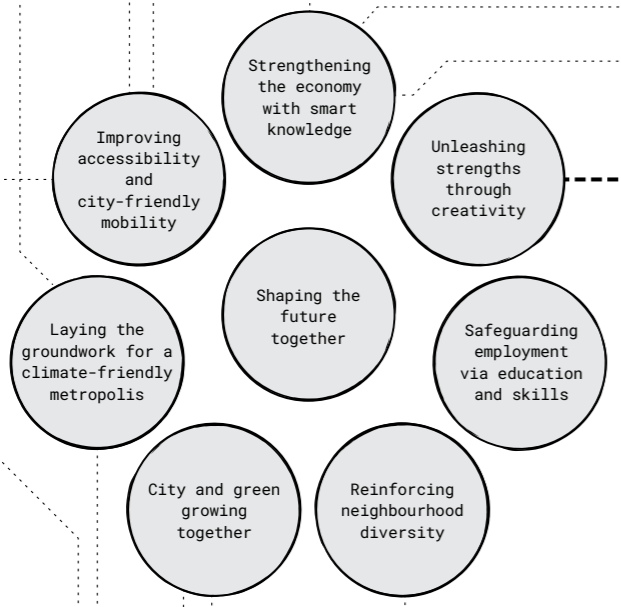 Strengthening
the economy
with smart
knowledge
Improving
accessibility
and
city-friendly
mobility
Unleashing
strengths
through
creativity
Shaping the
future
together
Laying the
groundwork for a
climate-friendly
metropolis
Safeguarding
employment
via education
and skills
City and green
growing
together
Reinforcing
neighbourhood
diversity